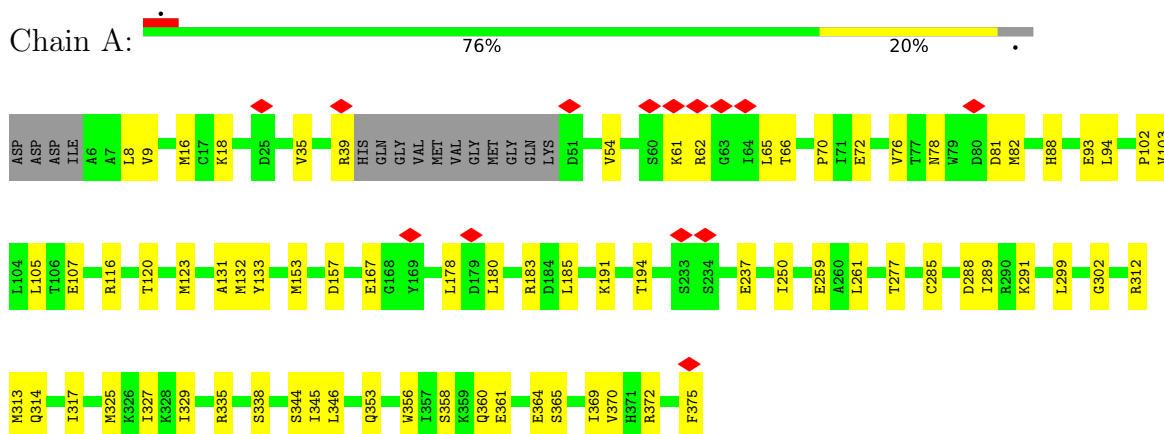 •
Chain A:
76% 20% •
ASP ASP ASP ILE A6 A7 L8 V9 M16 C17 K18 D25 V35 R39 HIS GLN GLY VAL MET VAL GLY MET GLY GLN LYS D51 V54 S60 K61 R62 G63 I64 L65 T66 P70 I71 E72 V76 T77 N78 W79 D80 D81 M82 H88 E93 L94 P102 V103
L104 L105 T106 E107 R116 T120 M123 A131 M132 Y133 M153 D157 E167 G168 Y169 L178 D179 L180 R183 D184 L185 K191 T194 S233 S234 E237 I250 E259 A260 L261 T277 C285 D288 I289 R290 K291 L299 G302 R312
M313 Q314 I317 M325 K326 I327 K328 I329 R335 S338 S344 I345 L346 Q353 W356 I357 S358 K359 Q360 E361 E364 S365 I369 V370 H371 R372 F375